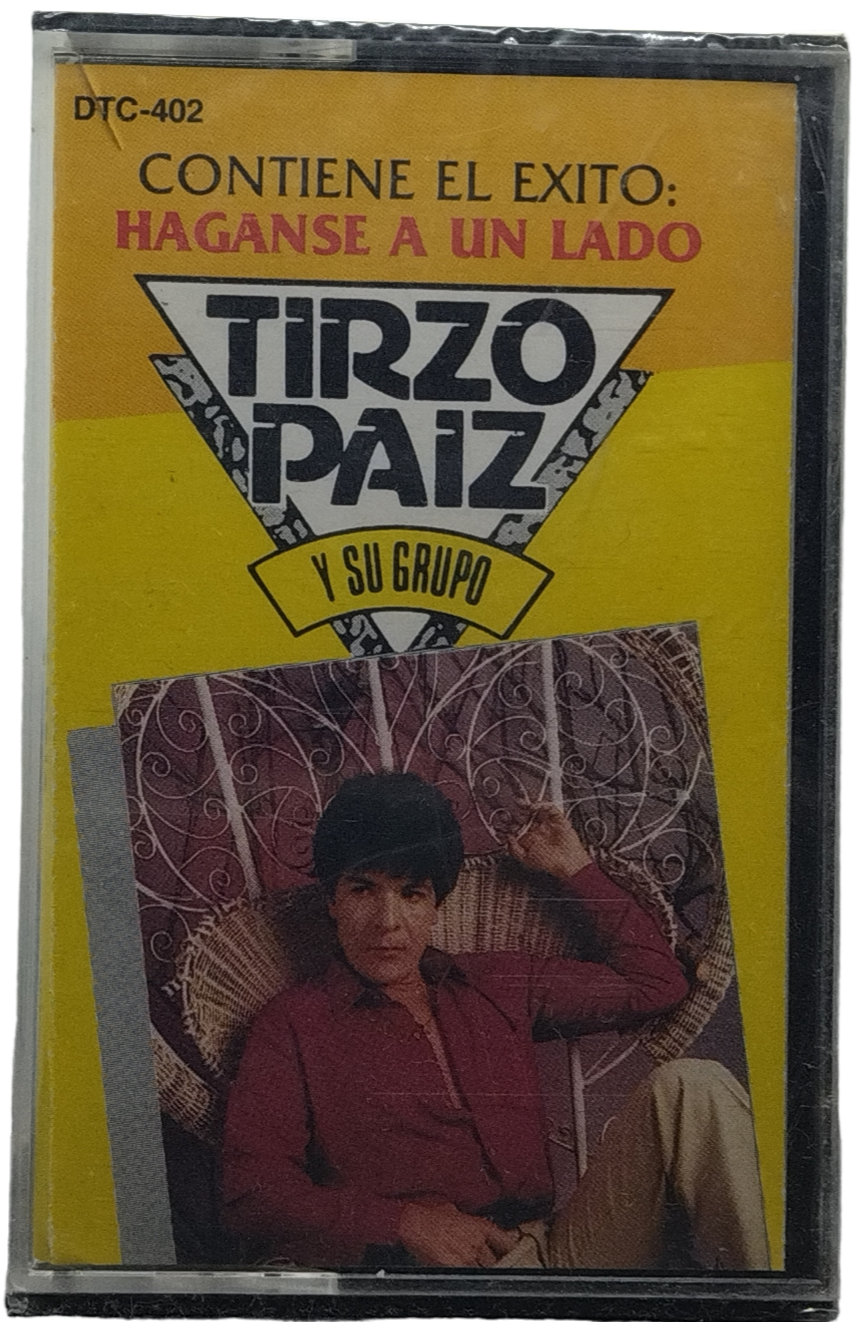 DTC-402
CONTIENE EL EXITO:
HAGANSE A UN LADO
TIRZO
PAIZ
Y SU GRUPO